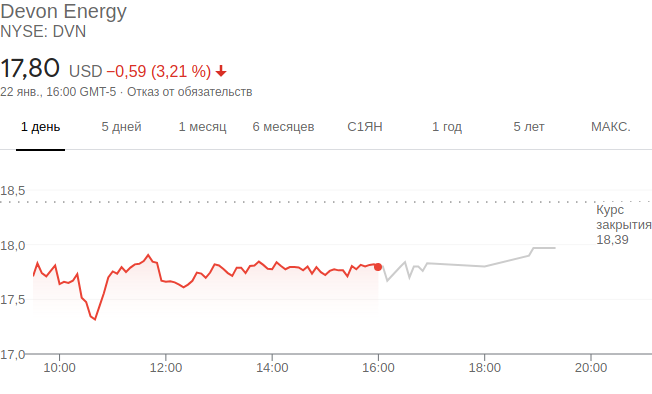 Devon Energy
NYSE: DVN
17,80 USD −0,59 (3,21 %)
22 янв., 16:00 GMT-5 · Отказ от обязательств
1 день 5 дней 1 месяц 6 месяцев С1ЯН 1 год 5 лет МАКС.
18,5
Курс
закрытия
18,39
18,0
17,5
17,0
10:00 12:00 14:00 16:00 18:00 20:00